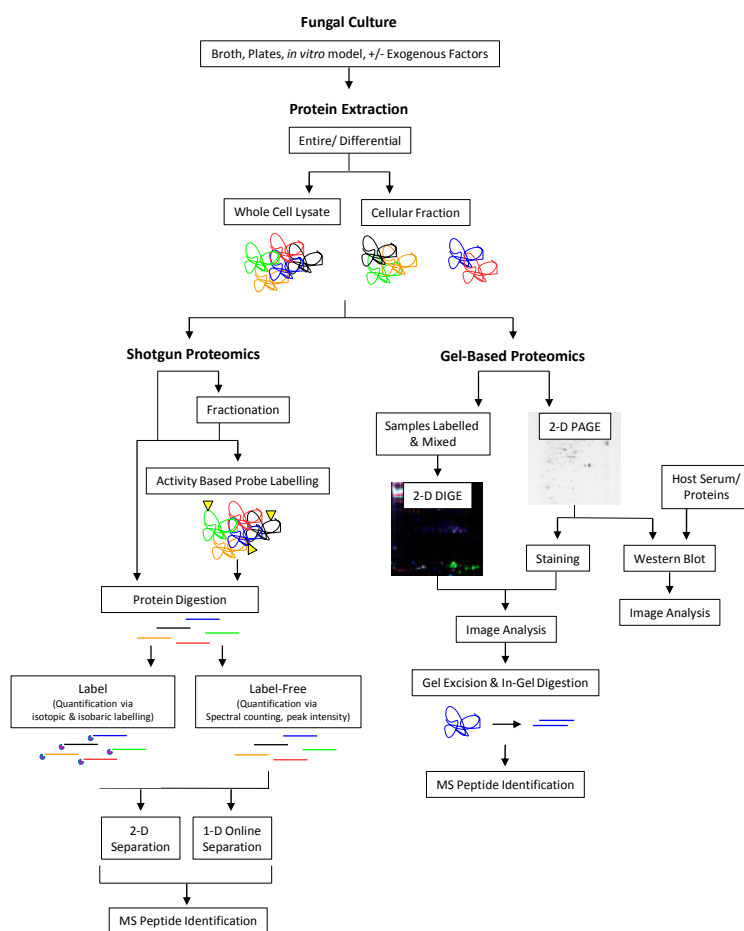 Fungal Culture
Broth, Plates, in vitro model, +/- Exogenous Factors
Protein Extraction
Entire/ Differential
Whole Cell Lysate
Cellular Fraction
Shotgun Proteomics
Gel-Based Proteomics
Fractionation
Samples Labelled
& Mixed
2-D PAGE
Activity Based Probe Labelling
2-D DIGE
Host Serum/
Proteins
Staining
Western Blot
Protein Digestion
Image Analysis
Image Analysis
Label
(Quantification via
isotopic & isobaric labelling)
Label-Free
(Quantification via
Spectral counting, peak intensity)
Gel Excision & In-Gel Digestion
MS Peptide Identification
2-D
Separation
1-D Online
Separation
MS Peptide Identification